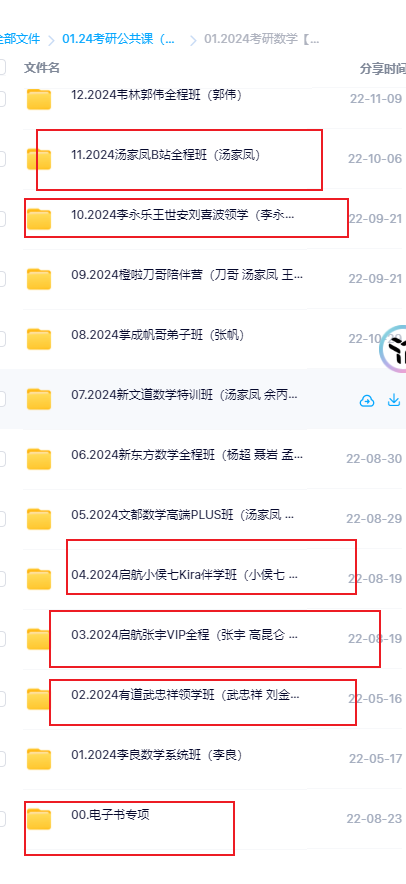 全部文件 01.24考研公共课（... 01.2024考研数学【...
文件名 分享时间
12.2024韦林郭伟全程班（郭伟） 22-11-09
11.2024汤家凤B站全程班（汤家凤） 22-10-06
10.2024李永乐王世安刘喜波领学（李永... 22-09-21
09.2024橙啦刀哥陪伴营（刀哥 汤家凤 王... 22-09-21
08.2024掌成帆哥弟子班（张帆） 22-10-
07.2024新文道数学特训班（汤家凤 余丙...
06.2024新东方数学全程班（杨超 聂岩 孟... 22-08-30
05.2024文都数学高端PLUS班（汤家凤 ... 22-08-29
04.2024启航小侯七Kira伴学班（小侯七 ... 22-08-19
03.2024启航张宇VIP全程（张宇 高昆仑 ... 22-08-19
02.2024有道武忠祥领学班（武忠祥 刘金... 22-05-16
01.2024李良数学系统班（李良） 22-05-17
00.电子书专项 22-08-23